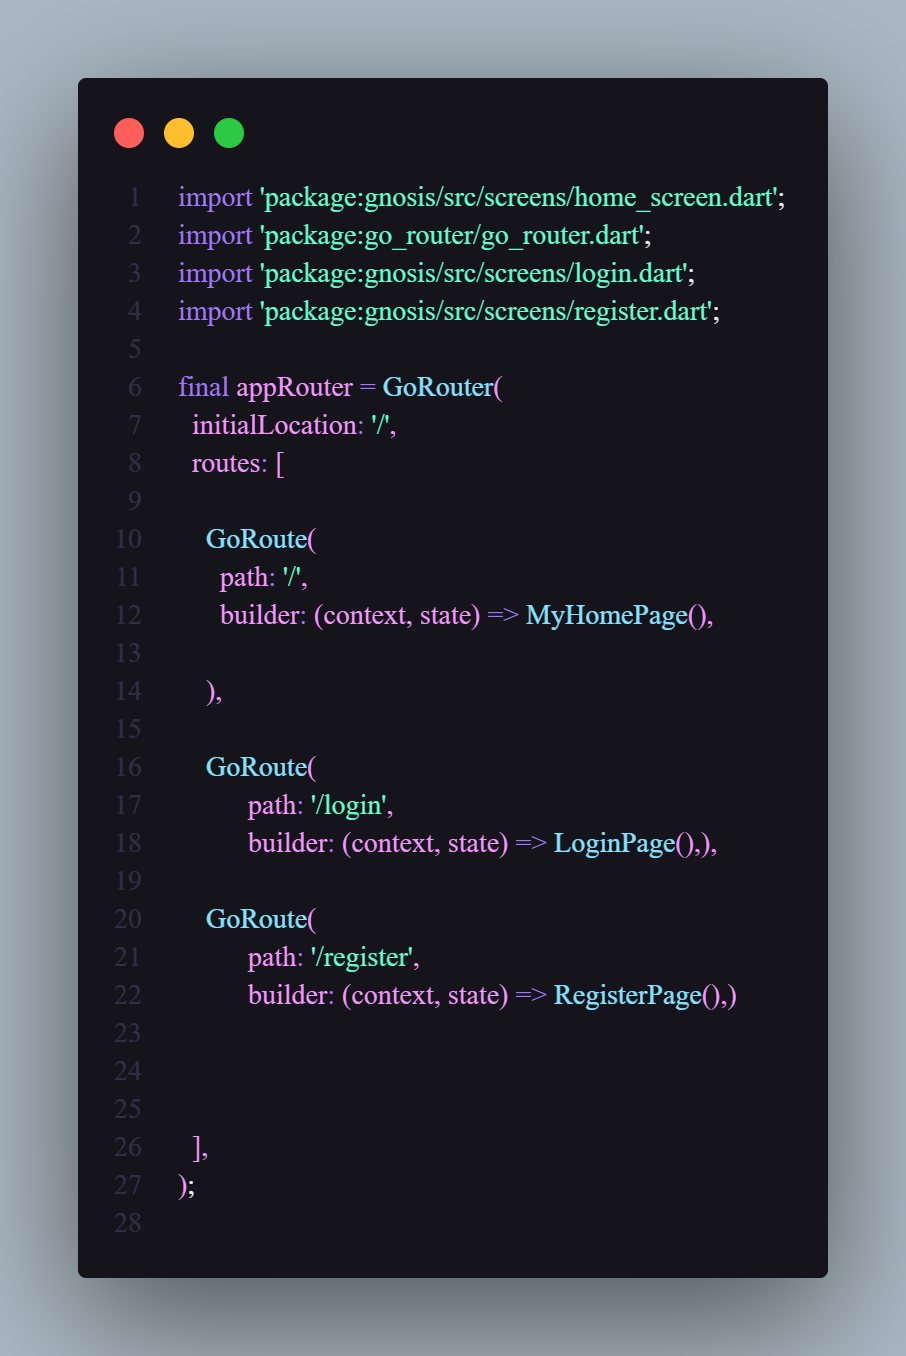 1 import 'package:gnosis/src/screens/home_screen.dart';
2 import 'package:go_router/go_router.dart';
3 import 'package:gnosis/src/screens/login.dart';
4 import 'package:gnosis/src/screens/register.dart';
5
6 final appRouter = GoRouter(
7   initialLocation: '/',
8   routes: [
9
10     GoRoute(
11       path: '/',
12       builder: (context, state) => MyHomePage(),
13
14     ),
15
16     GoRoute(
17           path: '/login',
18           builder: (context, state) => LoginPage(),),
19
20     GoRoute(
21           path: '/register',
22           builder: (context, state) => RegisterPage(),)
23
24
25
26   ],
27 );
28